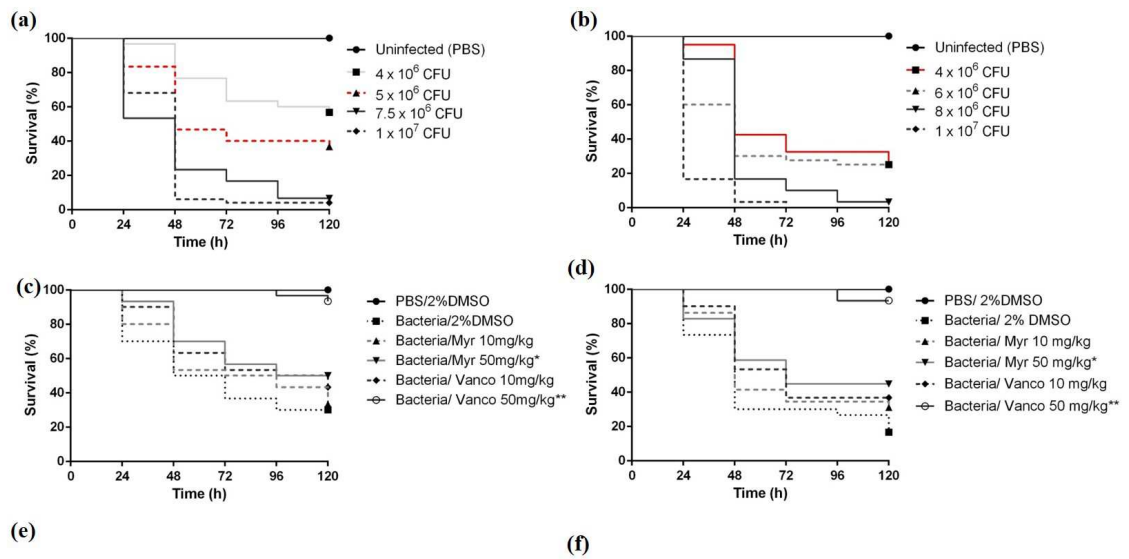 (a)
100
80
60
40
20
0
Survival (%)
0 24 48 72 96 120
Time (h)
Uninfected (PBS)
4 x 10⁶ CFU
5 x 10⁶ CFU
7.5 x 10⁶ CFU
1 x 10⁷ CFU
(b)
100
80
60
40
20
0
Survival (%)
0 24 48 72 96 120
Time (h)
Uninfected (PBS)
4 x 10⁶ CFU
6 x 10⁶ CFU
8 x 10⁶ CFU
1 x 10⁷ CFU
(c)
100
80
60
40
20
0
Survival (%)
0 24 48 72 96 120
Time (h)
PBS/2%DMSO
Bacteria/2%DMSO
Bacteria/Myr 10mg/kg
Bacteria/Myr 50mg/kg*
Bacteria/ Vanco 10mg/kg
Bacteria/ Vanco 50mg/kg**
(d)
100
80
60
40
20
0
Survival (%)
0 24 48 72 96 120
Time (h)
PBS/ 2%DMSO
Bacteria/ 2% DMSO
Bacteria/ Myr 10 mg/kg
Bacteria/ Myr 50 mg/kg*
Bacteria/ Vanco 10 mg/kg
Bacteria/ Vanco 50 mg/kg**
(e)
(f)